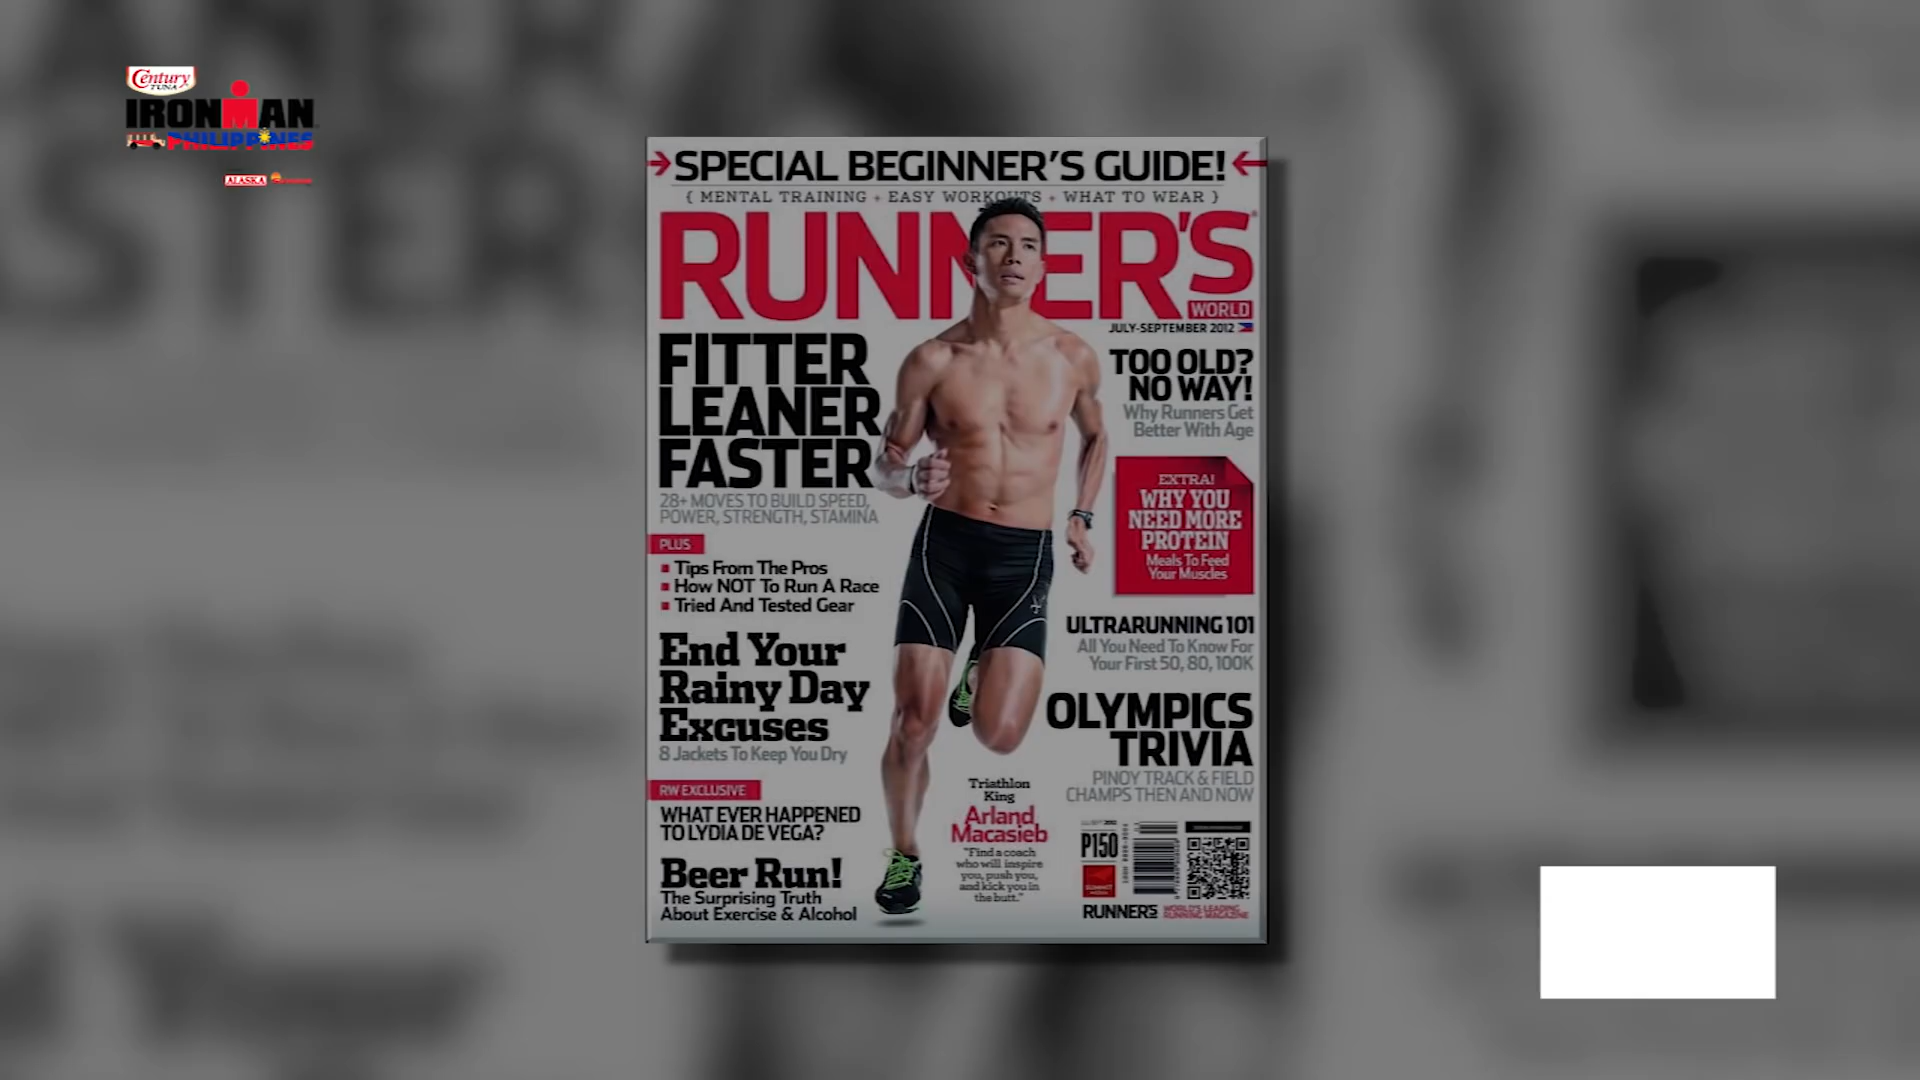 Century
TUNA
IRONMAN
PHILIPPINES
ALASKA
SPECIAL BEGINNER'S GUIDE!
{ MENTAL TRAINING + EASY WORKOUTS + WHAT TO WEAR }
RUNNER'S
WORLD
JULY-SEPTEMBER 2012
FITTER
LEANER
FASTER
28+ MOVES TO BUILD SPEED,
POWER, STRENGTH, STAMINA
PLUS
Tips From The Pros
How NOT To Run A Race
Tried And Tested Gear
End Your
Rainy Day
Excuses
8 Jackets To Keep You Dry
RW EXCLUSIVE
WHAT EVER HAPPENED
TO LYDIA DE VEGA?
Beer Run!
The Surprising Truth
About Exercise & Alcohol
TOO OLD?
NO WAY!
Why Runners Get
Better With Age
EXTRA!
WHY YOU
NEED MORE
PROTEIN
Meals To Feed
Your Muscles
ULTRARUNNING 101
All You Need To Know For
Your First 50, 80, 100K
OLYMPICS
TRIVIA
PINOY TRACK & FIELD
CHAMPS THEN AND NOW
Triathlon
King
Arland
Macasieb
"Find a coach
who will inspire
you, push you,
and kick you in
the butt."
P150
SUMMIT
RUNNER'S
WORLD'S LEADING
RUNNING MAGAZINE